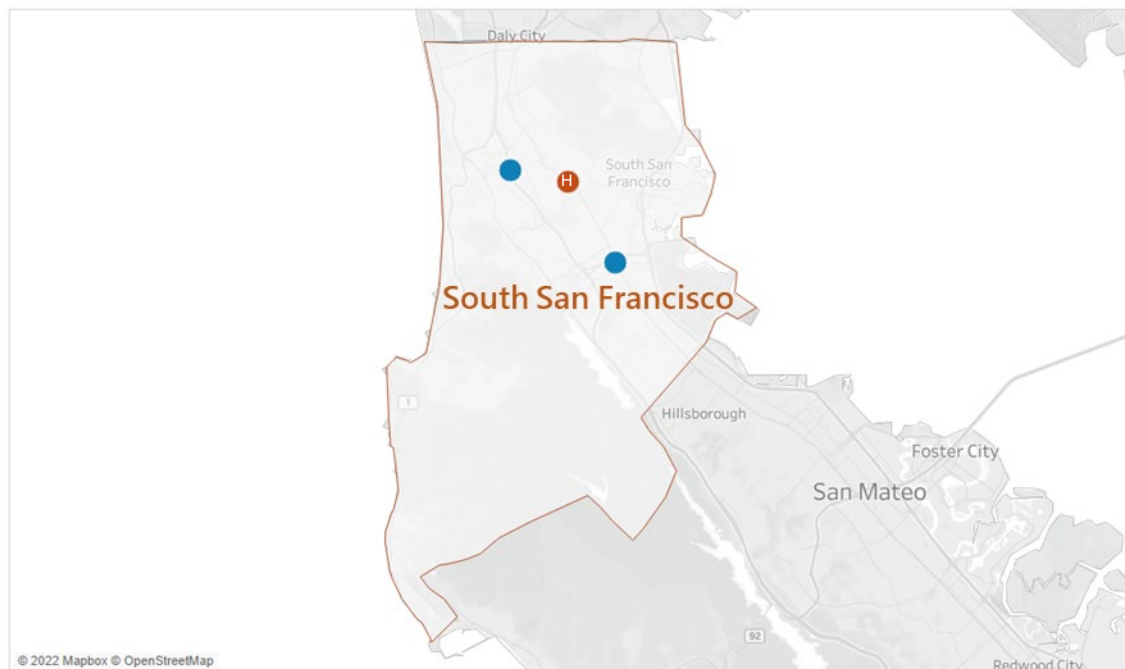 Daly City
South San
Francisco
H
South San Francisco
1
Hillsborough
M
Foster City
San Mateo
92
Redwood City
© 2022 Mapbox © OpenStreetMap